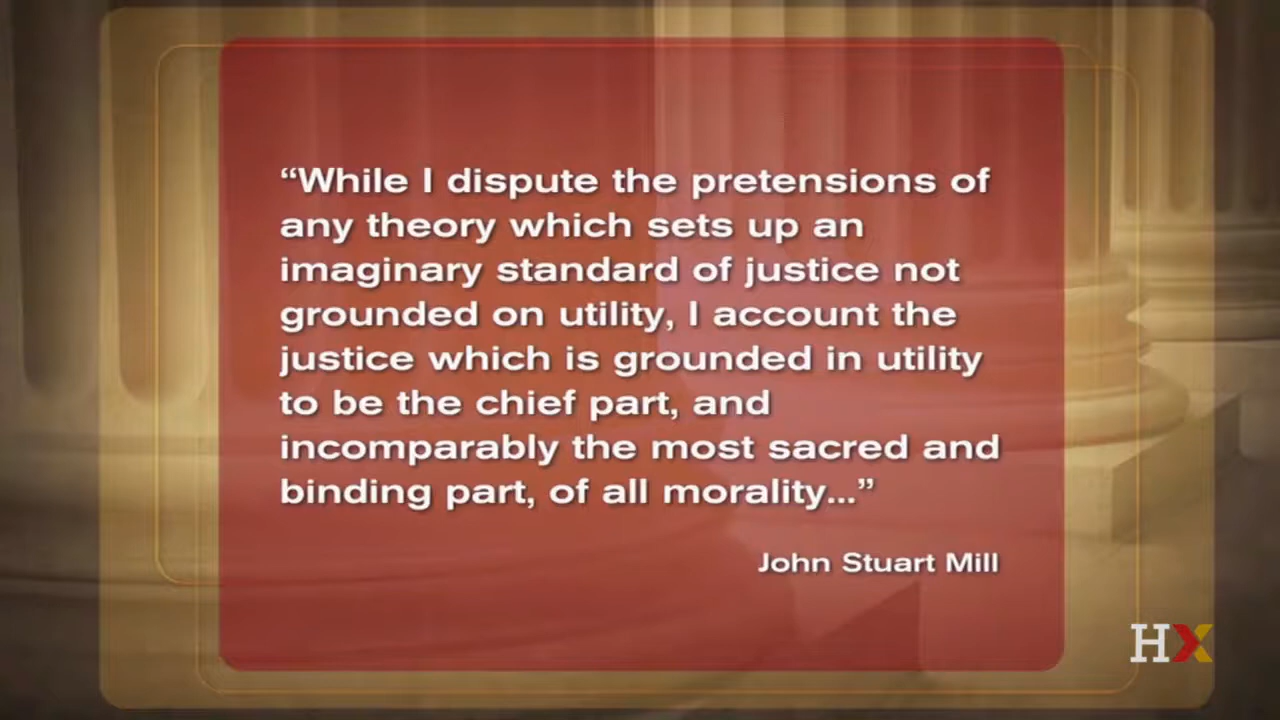 “While I dispute the pretensions of
any theory which sets up an
imaginary standard of justice not
grounded on utility, I account the
justice which is grounded in utility
to be the chief part, and
incomparably the most sacred and
binding part, of all morality...”
John Stuart Mill
HX